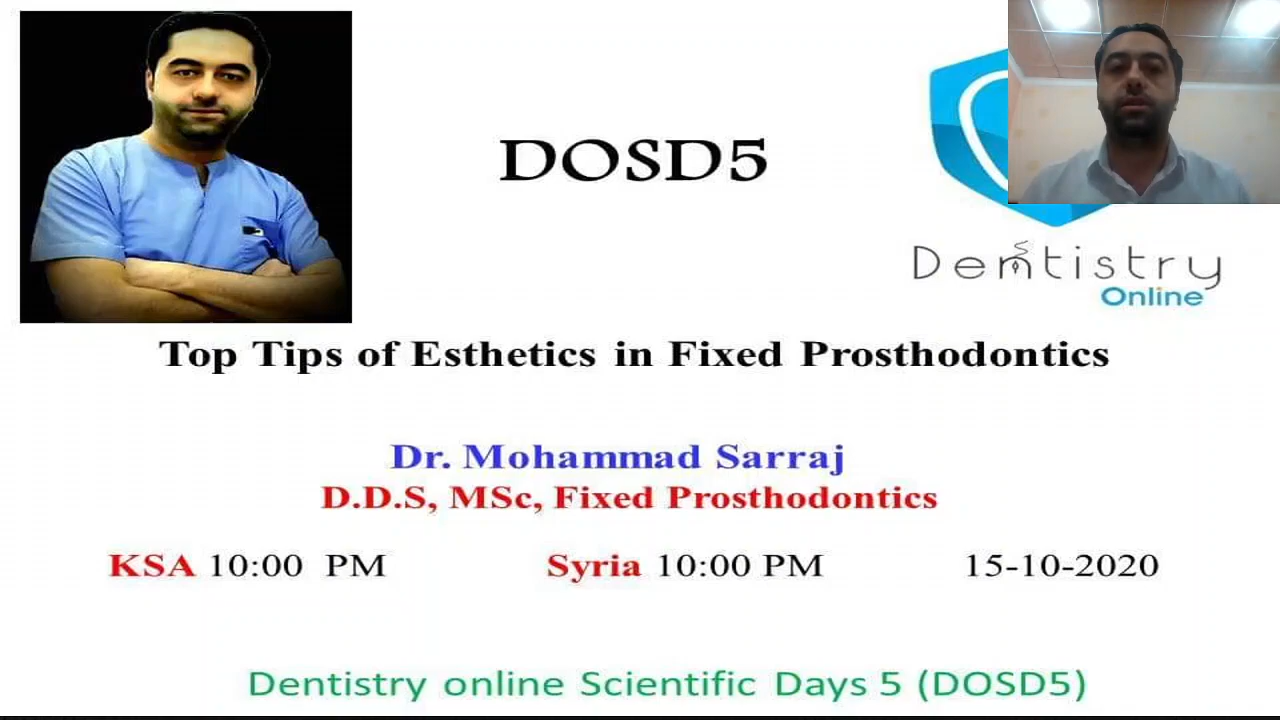 DOSD5
Dentistry
Online
Top Tips of Esthetics in Fixed Prosthodontics
Dr. Mohammad Sarraj
D.D.S, MSc, Fixed Prosthodontics
KSA 10:00 PM Syria 10:00 PM 15-10-2020
Dentistry online Scientific Days 5 (DOSD5)